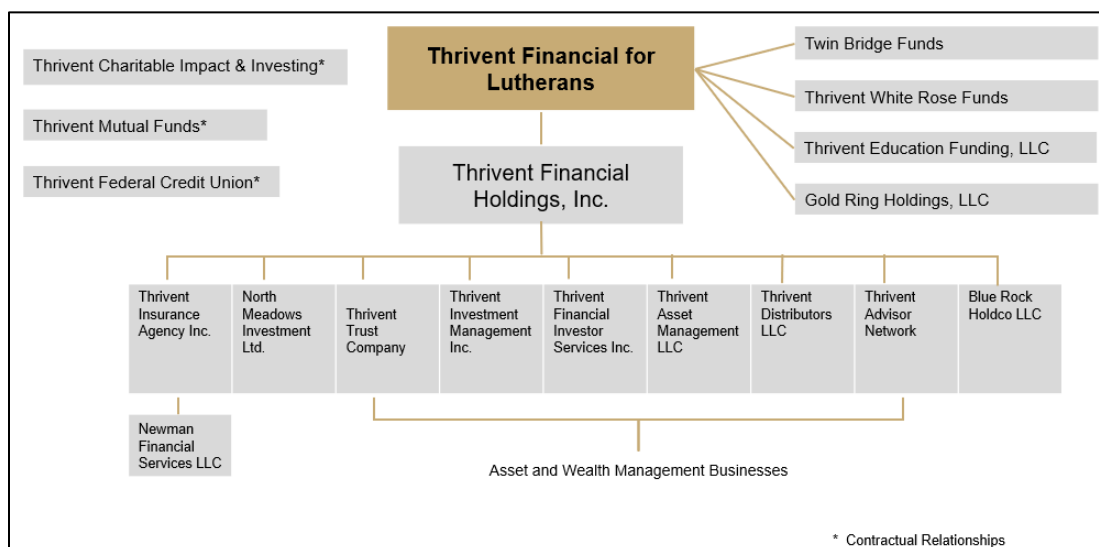 Thrivent Charitable Impact & Investing*
Thrivent Mutual Funds*
Thrivent Federal Credit Union*
Thrivent Financial for
Lutherans
Thrivent Financial
Holdings, Inc.
Twin Bridge Funds
Thrivent White Rose Funds
Thrivent Education Funding, LLC
Gold Ring Holdings, LLC
Thrivent
Insurance
Agency Inc.
North
Meadows
Investment
Ltd.
Thrivent
Trust
Company
Thrivent
Investment
Management
Inc.
Thrivent
Financial
Investor
Services Inc.
Thrivent
Asset
Management
LLC
Thrivent
Distributors
LLC
Thrivent
Advisor
Network
Blue Rock
Holdco LLC
Newman
Financial
Services LLC
Asset and Wealth Management Businesses
* Contractual Relationships